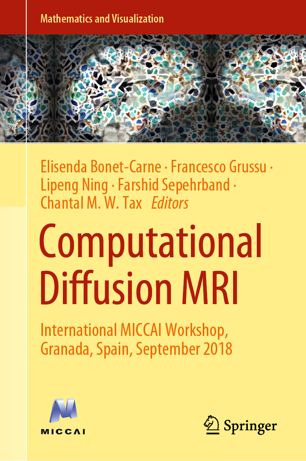 Mathematics and Visualization
Elisenda Bonet-Carne · Francesco Grussu ·
Lipeng Ning · Farshid Sepehrband ·
Chantal M. W. Tax Editors
Computational
Diffusion MRI
International MICCAI Workshop,
Granada, Spain, September 2018
MICCAI
Springer